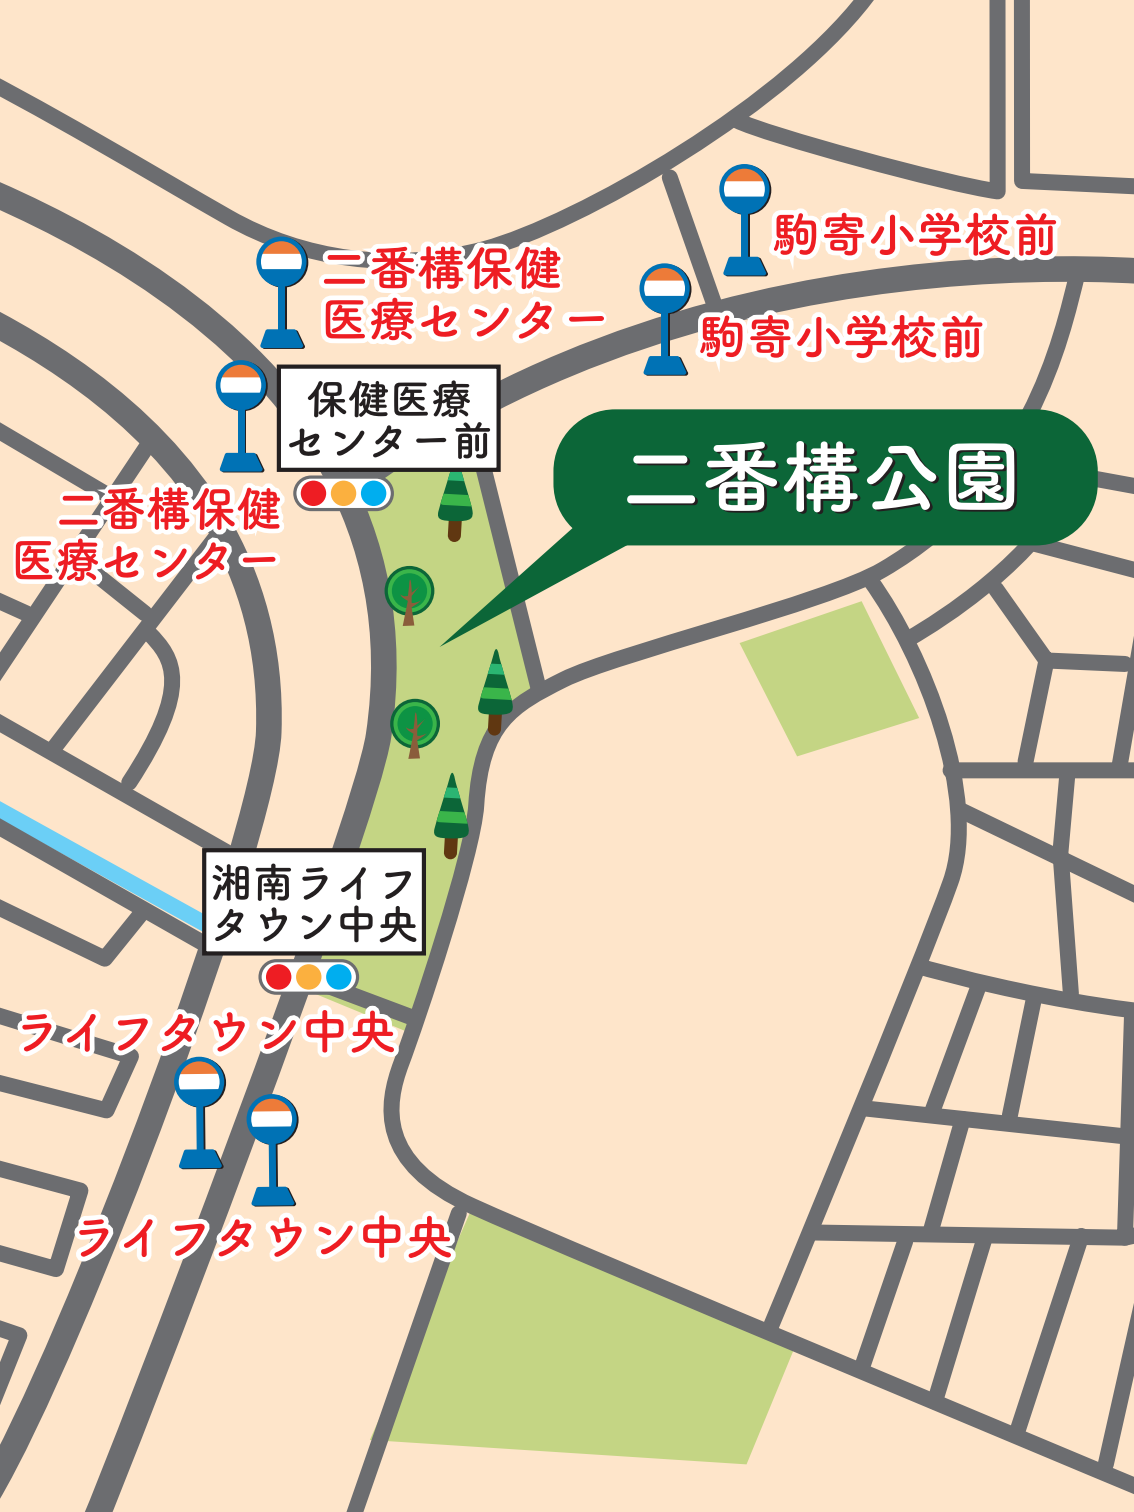 駒寄小学校前
二番構保健
医療センター
駒寄小学校前
保健医療
センター前
二番構公園
二番構保健
医療センター
湘南ライフ
タウン中央
ライフタウン中央
ライフタウン中央